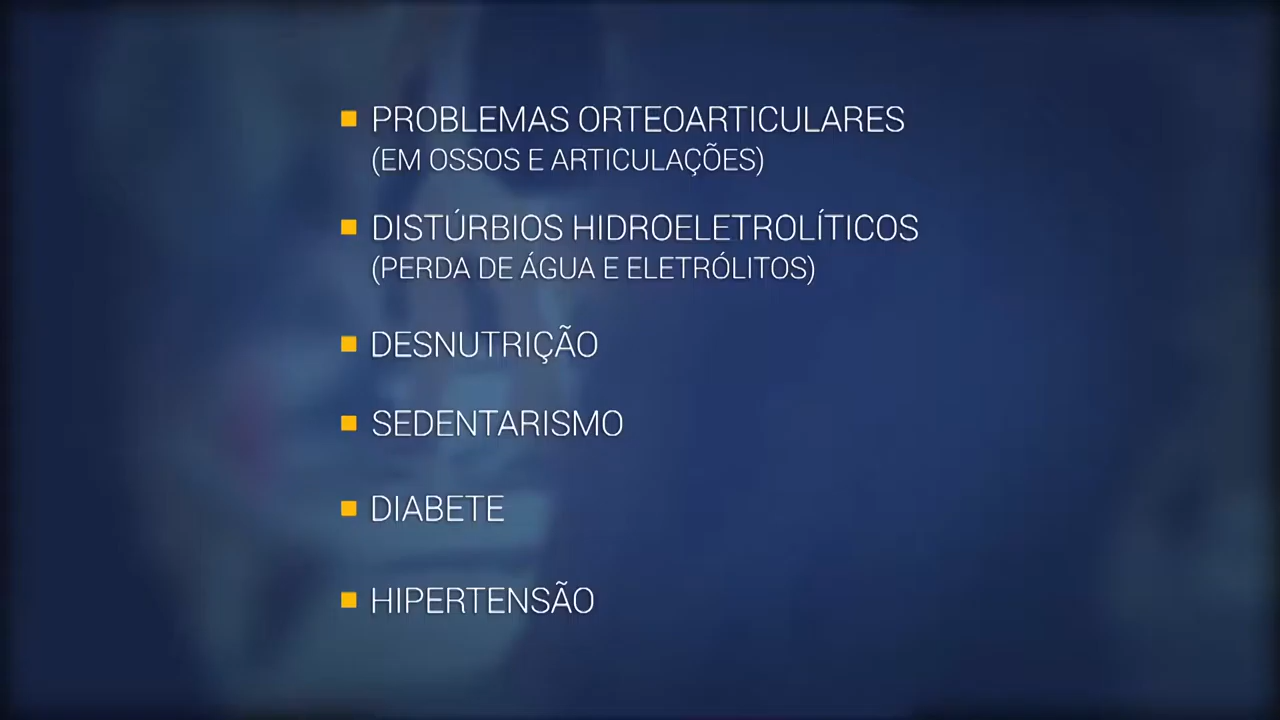 PROBLEMAS ORTEOARTICULARES
(EM OSSOS E ARTICULAÇÕES)
DISTÚRBIOS HIDROELETROLÍTICOS
(PERDA DE ÁGUA E ELETRÓLITOS)
DESNUTRIÇÃO
SEDENTARISMO
DIABETE
HIPERTENSÃO